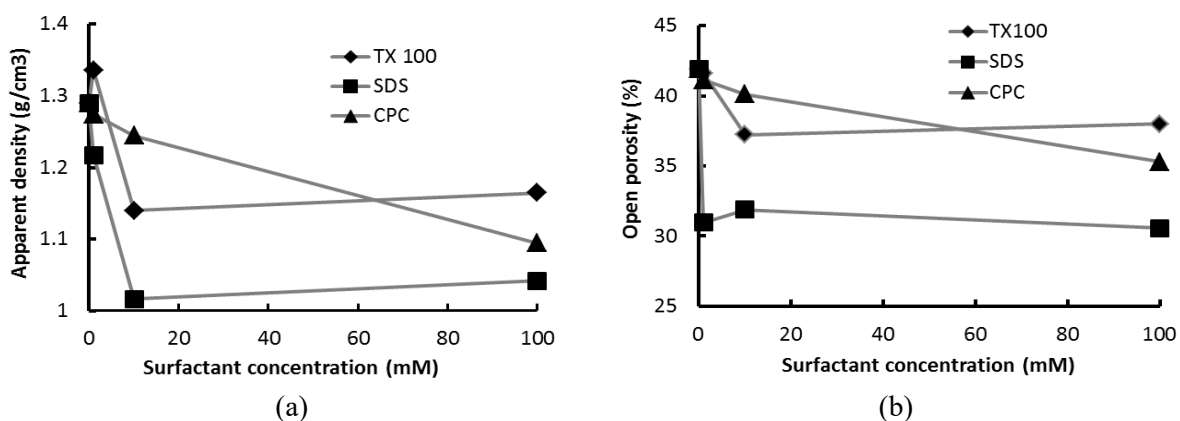 1.4
1.3
1.2
1.1
1
0
20
40
60
80
100
Apparent density (g/cm3)
Surfactant concentration (mM)
TX 100
SDS
CPC
(a)
45
40
35
30
25
0
20
40
60
80
100
Open porosity (%)
Surfactant concentration (mM)
TX100
SDS
CPC
(b)